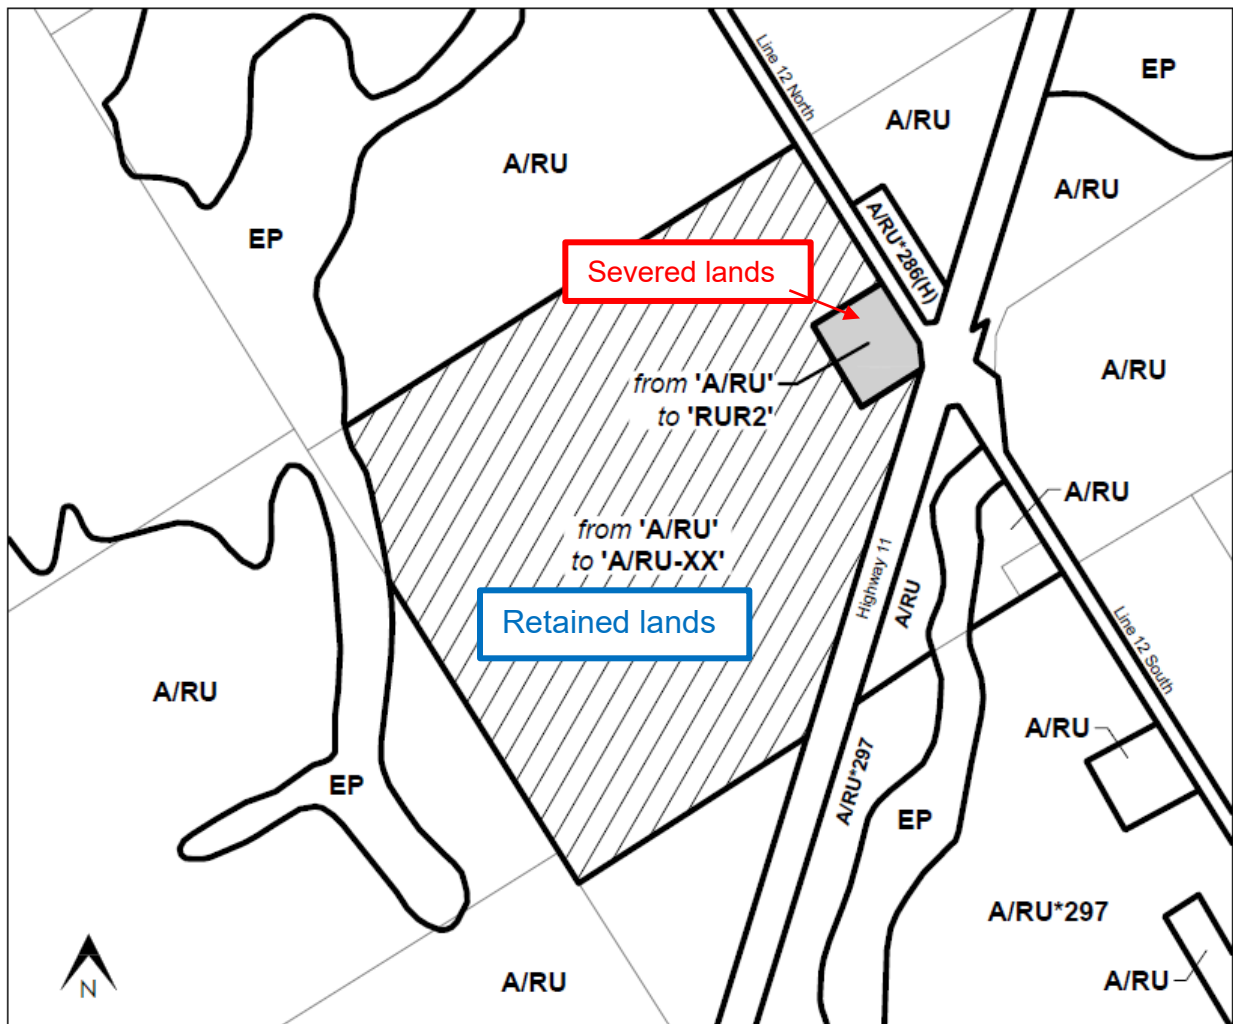 EP
Line 12 North
A/RU
A/RU
A/RU
EP
A/RU*286(H)
Severed lands
A/RU
from 'A/RU'
to 'RUR2'
A/RU
from 'A/RU'
to 'A/RU-XX'
Highway 11
A/RU
Retained lands
Line 12 South
A/RU
A/RU
EP
A/RU*297
EP
A/RU*297
A/RU
A/RU
N